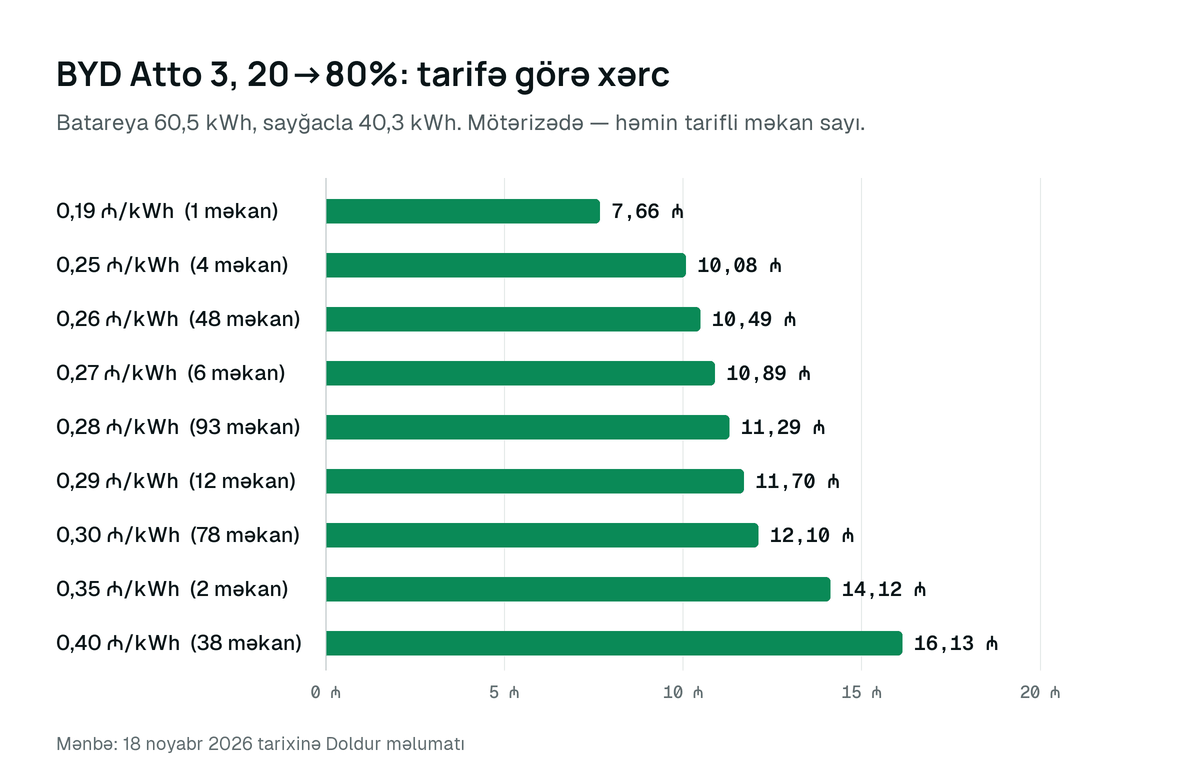 BYD Atto 3, 20→80%: tarifə görə xərc
Batareya 60,5 kWh, sayğacla 40,3 kWh. Mötərizədə — həmin tarifli məkan sayı.
0,19 ₼/kWh (1 məkan) 7,66 ₼
0,25 ₼/kWh (4 məkan) 10,08 ₼
0,26 ₼/kWh (48 məkan) 10,49 ₼
0,27 ₼/kWh (6 məkan) 10,89 ₼
0,28 ₼/kWh (93 məkan) 11,29 ₼
0,29 ₼/kWh (12 məkan) 11,70 ₼
0,30 ₼/kWh (78 məkan) 12,10 ₼
0,35 ₼/kWh (2 məkan) 14,12 ₼
0,40 ₼/kWh (38 məkan) 16,13 ₼
0 ₼ 5 ₼ 10 ₼ 15 ₼ 20 ₼
Mənbə: 18 noyabr 2026 tarixinə Doldur məlumatı